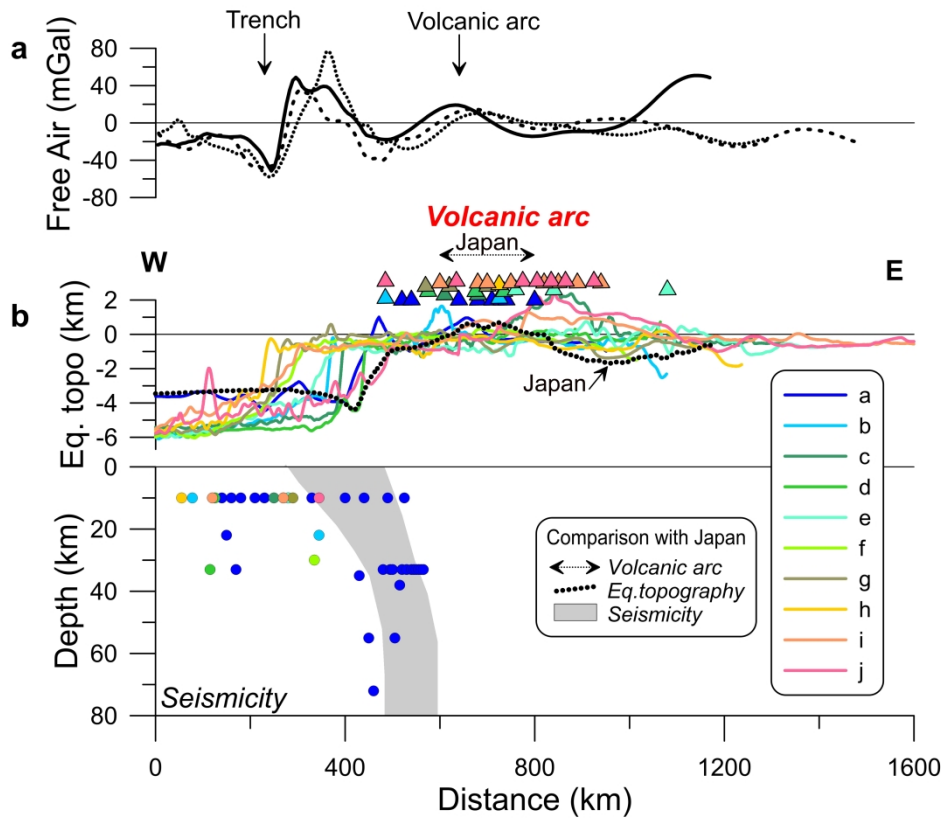 Trench
Volcanic arc
a
80
40
0
-40
-80
Free Air (mGal)
Volcanic arc
Japan
W
E
b
2
0
-2
-4
-6
Eq. topo (km)
Japan
0
20
40
60
80
Depth (km)
Seismicity
Comparison with Japan
Volcanic arc
Eq.topography
Seismicity
a
b
c
d
e
f
g
h
i
j
0
400
800
1200
1600
Distance (km)